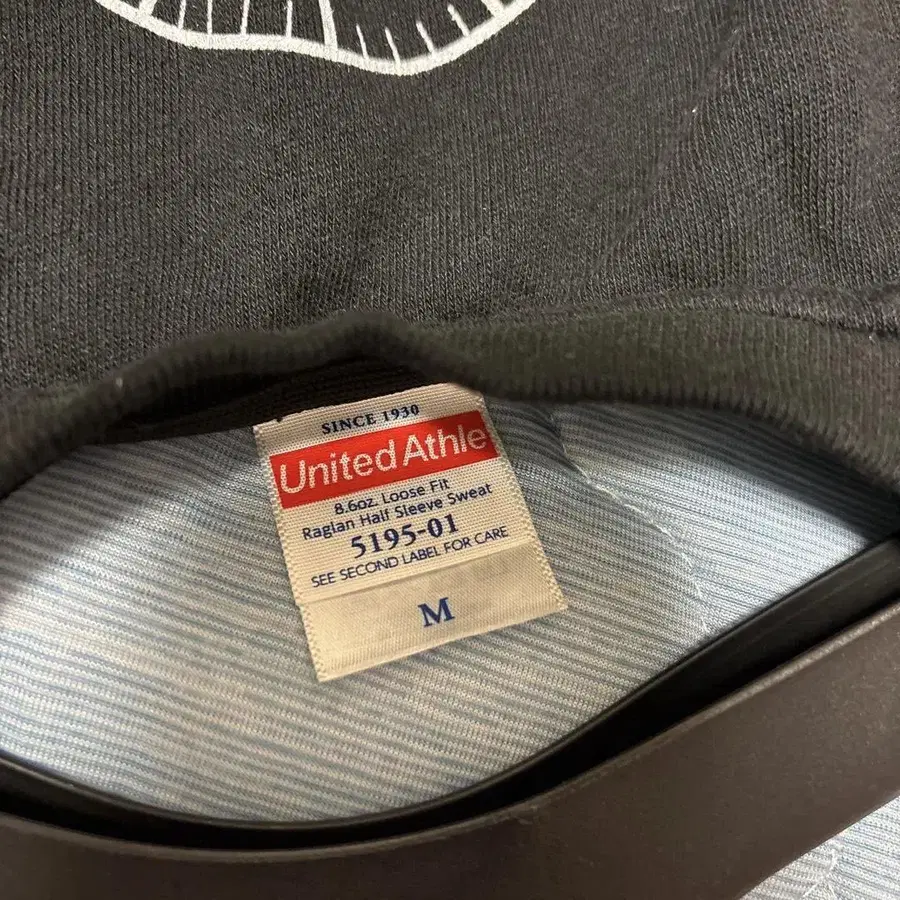 SINCE 1930
United Athle
8.6oz. Loose Fit
Raglan Half Sleeve Sweat
5195-01
SEE SECOND LABEL FOR CARE
M